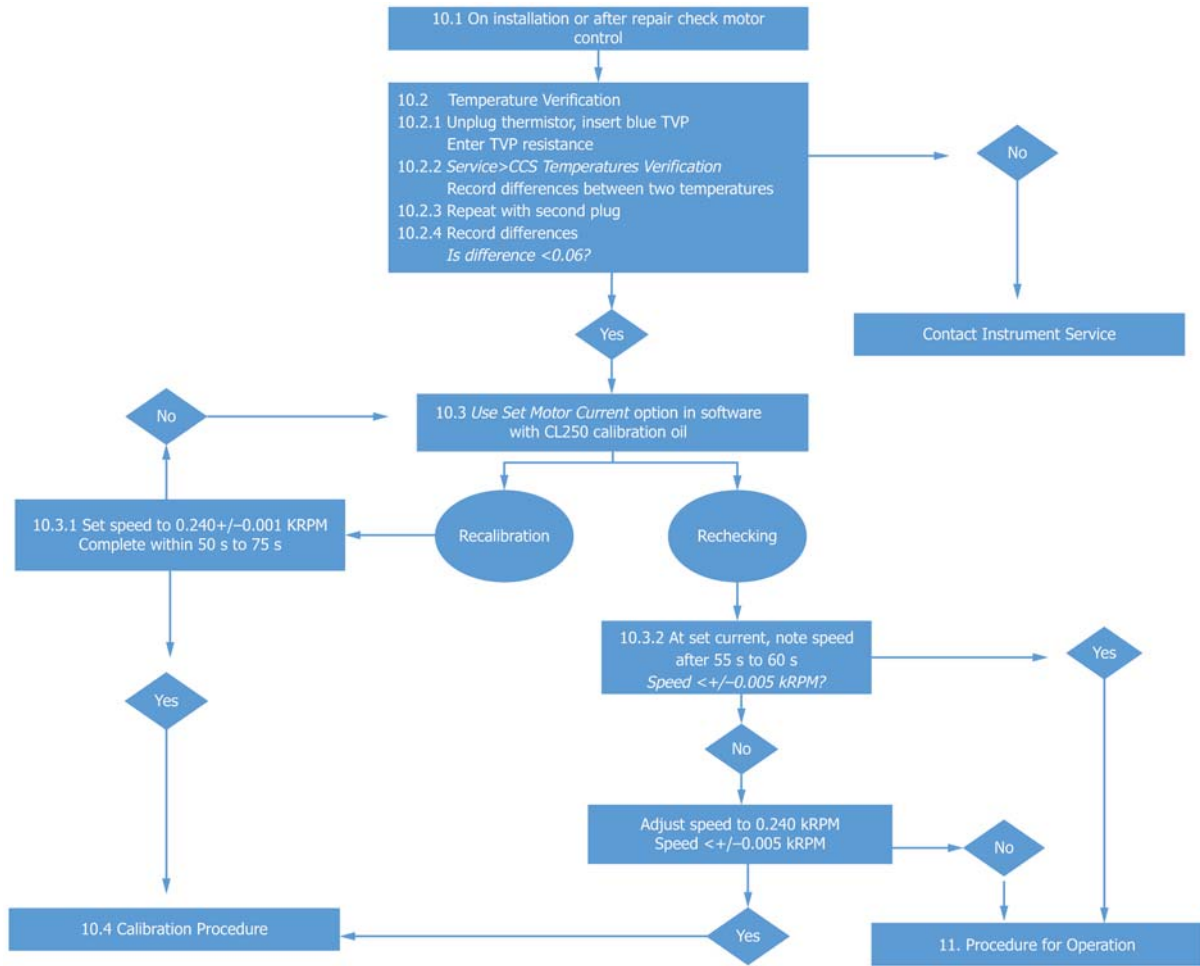 10.1 On installation or after repair check motor
control
10.2 Temperature Verification
10.2.1 Unplug thermistor, insert blue TVP
Enter TVP resistance
10.2.2 Service>CCS Temperatures Verification
Record differences between two temperatures
10.2.3 Repeat with second plug
10.2.4 Record differences
Is difference <0.06?
No
Contact Instrument Service
Yes
No
10.3 Use Set Motor Current option in software
with CL250 calibration oil
10.3.1 Set speed to 0.240+/–0.001 KRPM
Complete within 50 s to 75 s
Recalibration
Rechecking
10.3.2 At set current, note speed
after 55 s to 60 s
Speed <+/–0.005 kRPM?
Yes
Yes
No
Adjust speed to 0.240 kRPM
Speed <+/–0.005 kRPM
No
10.4 Calibration Procedure
Yes
11. Procedure for Operation